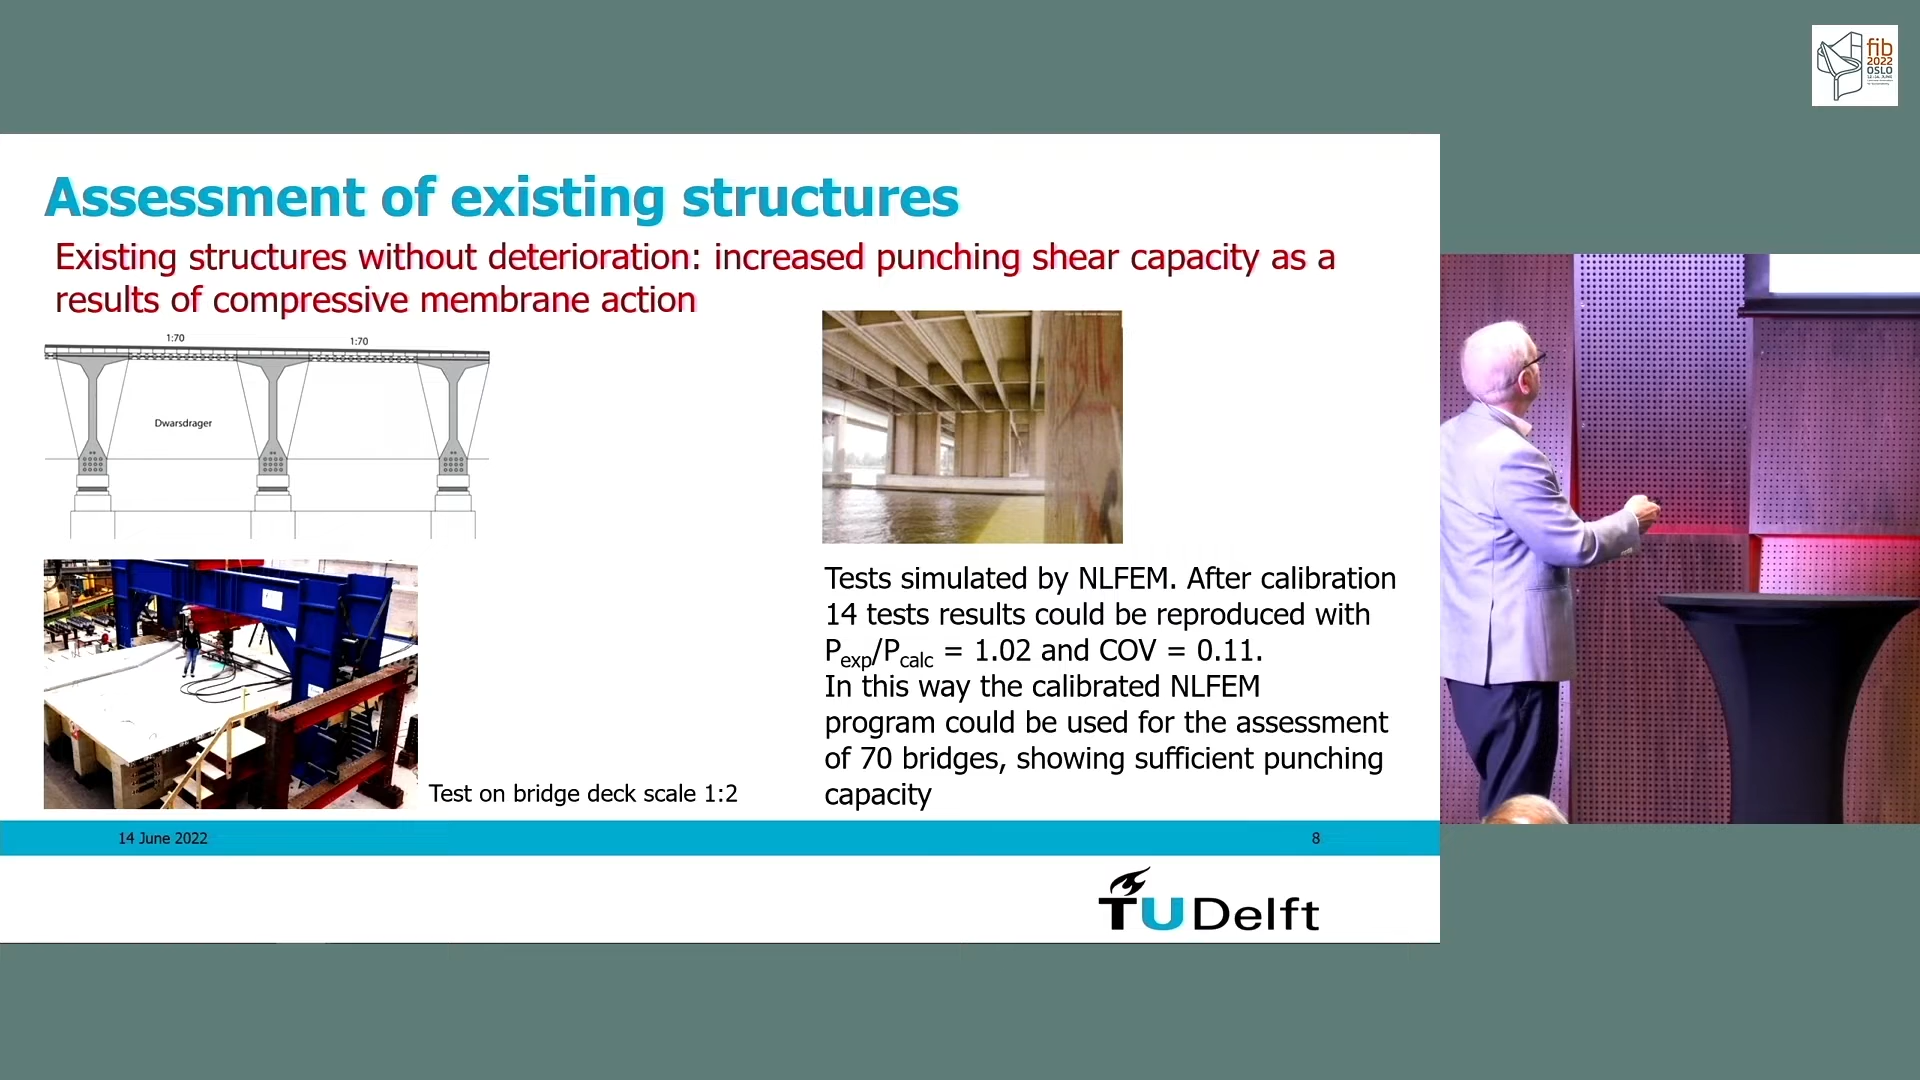 fib
2022
OSLO
Assessment of existing structures
Existing structures without deterioration: increased punching shear capacity as a
results of compressive membrane action
1:70
1:70
Dwarsdrager
Tests simulated by NLFEM. After calibration
14 tests results could be reproduced with
Pexp/Pcalc = 1.02 and COV = 0.11.
In this way the calibrated NLFEM
program could be used for the assessment
of 70 bridges, showing sufficient punching
capacity
Test on bridge deck scale 1:2
14 June 2022
8
TU Delft